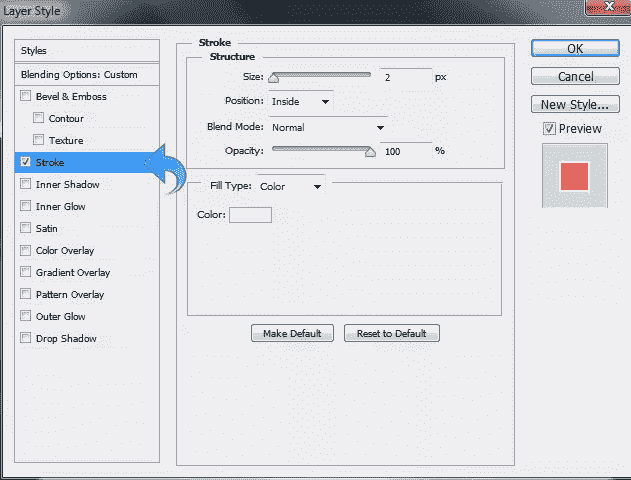 Layer Style
Styles
Blending Options: Custom
Bevel & Emboss
Contour
Texture
Stroke
Inner Shadow
Inner Glow
Satin
Color Overlay
Gradient Overlay
Pattern Overlay
Outer Glow
Drop Shadow
Stroke
Structure
Size: 2 px
Position: Inside
Blend Mode: Normal
Opacity: 100 %
Fill Type: Color
Color:
Make Default Reset to Default
OK
Cancel
New Style...
Preview